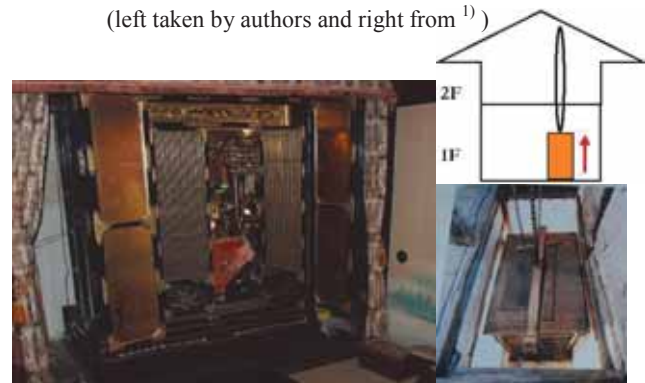 (left taken by authors and right from 1) )
2F
1F